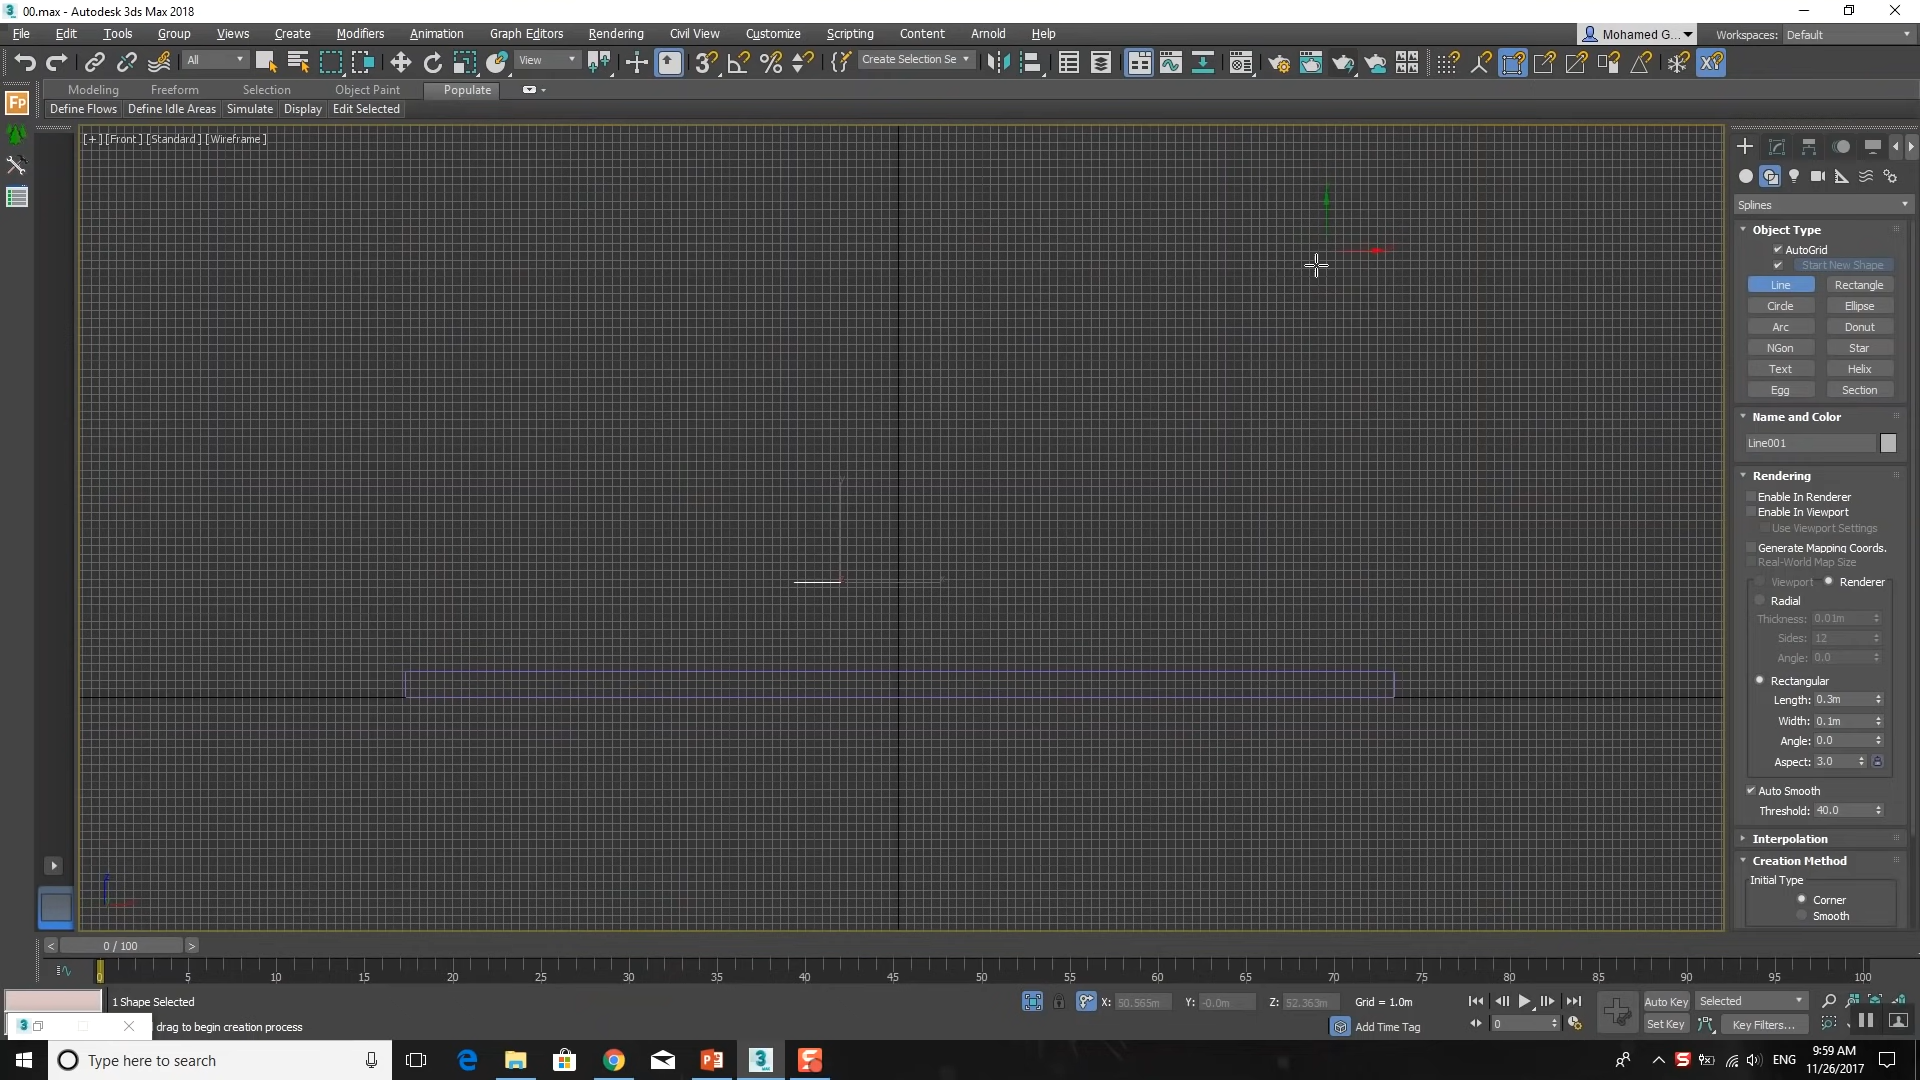 00.max - Autodesk 3ds Max 2018
File Edit Tools Group Views Create Modifiers Animation Graph Editors Rendering Civil View Customize Scripting Content Arnold Help
Mohamed G... Workspaces: Default
All View Create Selection Se
Modeling Freeform Selection Object Paint Populate
Define Flows Define Idle Areas Simulate Display Edit Selected
[+] [Front] [Standard] [Wireframe]
Splines
Object Type
AutoGrid
Start New Shape
Line Rectangle
Circle Ellipse
Arc Donut
NGon Star
Text Helix
Egg Section
Name and Color
Line001
Rendering
Enable In Renderer
Enable In Viewport
Use Viewport Settings
Generate Mapping Coords.
Real-World Map Size
Viewport Renderer
Radial
Thickness: 0.01m
Sides: 12
Angle: 0.0
Rectangular
Length: 0.3m
Width: 0.1m
Angle: 0.0
Aspect: 3.0
Auto Smooth
Threshold: 40.0
Interpolation
Creation Method
Initial Type
Corner
Smooth
< 0 / 100 >
0 5 10 15 20 25 30 35 40 45 50 55 60 65 70 75 80 85 90 95 100
1 Shape Selected
X: 50.565m Y: -0.0m Z: 52.363m Grid = 1.0m
Auto Key Selected
drag to begin creation process
Add Time Tag
0
Set Key Key Filters...
Type here to search
ENG
9:59 AM
11/26/2017